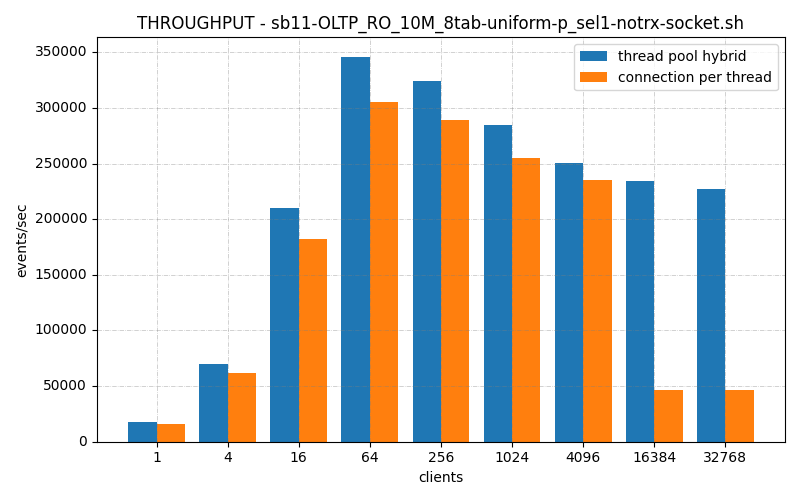 THROUGHPUT - sb11-OLTP_RO_10M_8tab-uniform-p_sel1-notrx-socket.sh
thread pool hybrid
connection per thread
350000
300000
250000
200000
150000
100000
50000
0
events/sec
1 4 16 64 256 1024 4096 16384 32768
clients